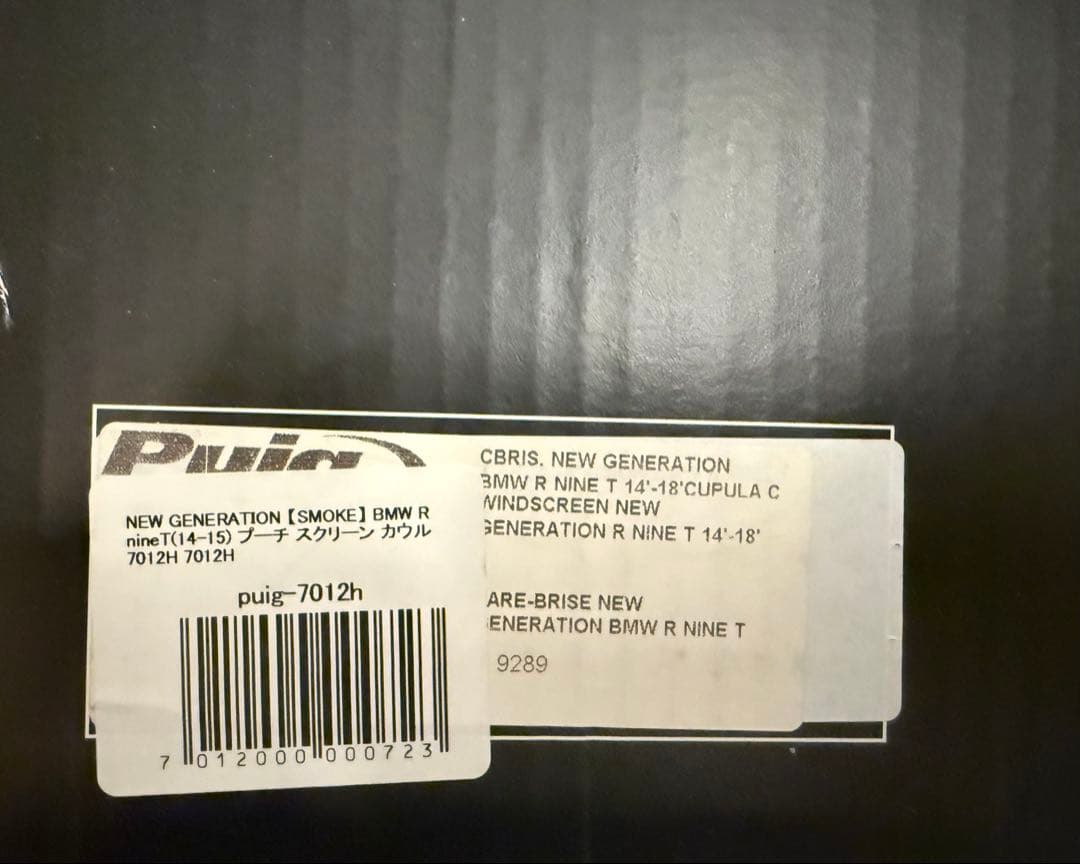 Puig
NEW GENERATION【SMOKE】BMW R
nineT(14-15) プーチ スクリーン カウル
7012H 7012H
puig-7012h
7 012000 000723
CBRIS. NEW GENERATION
BMW R NINE T 14'-18'CUPULA C
WINDSCREEN NEW
GENERATION R NINE T 14'-18'
ARE-BRISE NEW
ENERATION BMW R NINE T
9289